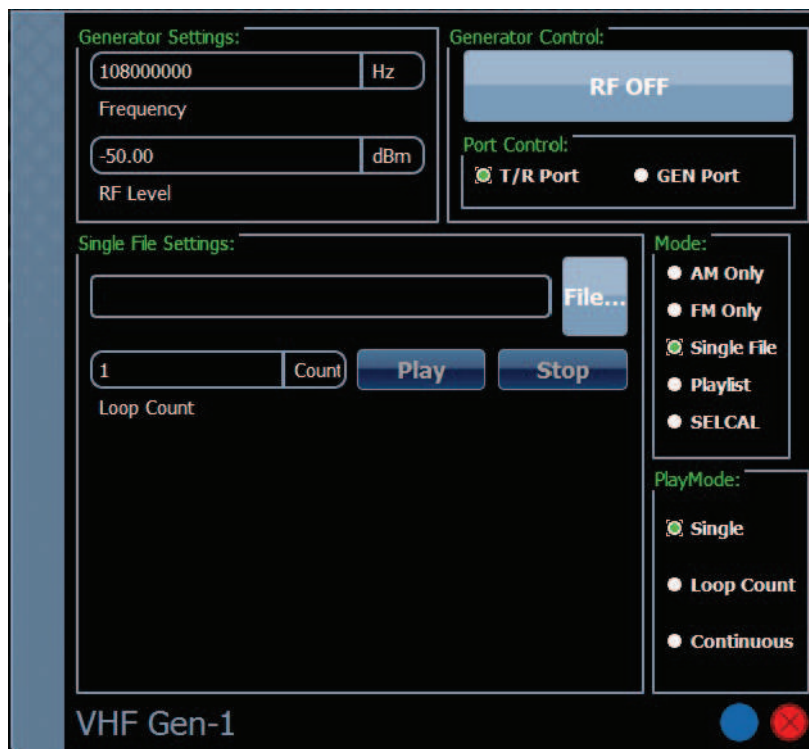 Generator Settings:
108000000 Hz
Frequency
-50.00 dBm
RF Level
Generator Control:
RF OFF
Port Control:
T/R Port GEN Port
Single File Settings:
File...
1 Count Play Stop
Loop Count
Mode:
AM Only
FM Only
Single File
Playlist
SELCAL
PlayMode:
Single
Loop Count
Continuous
VHF Gen-1